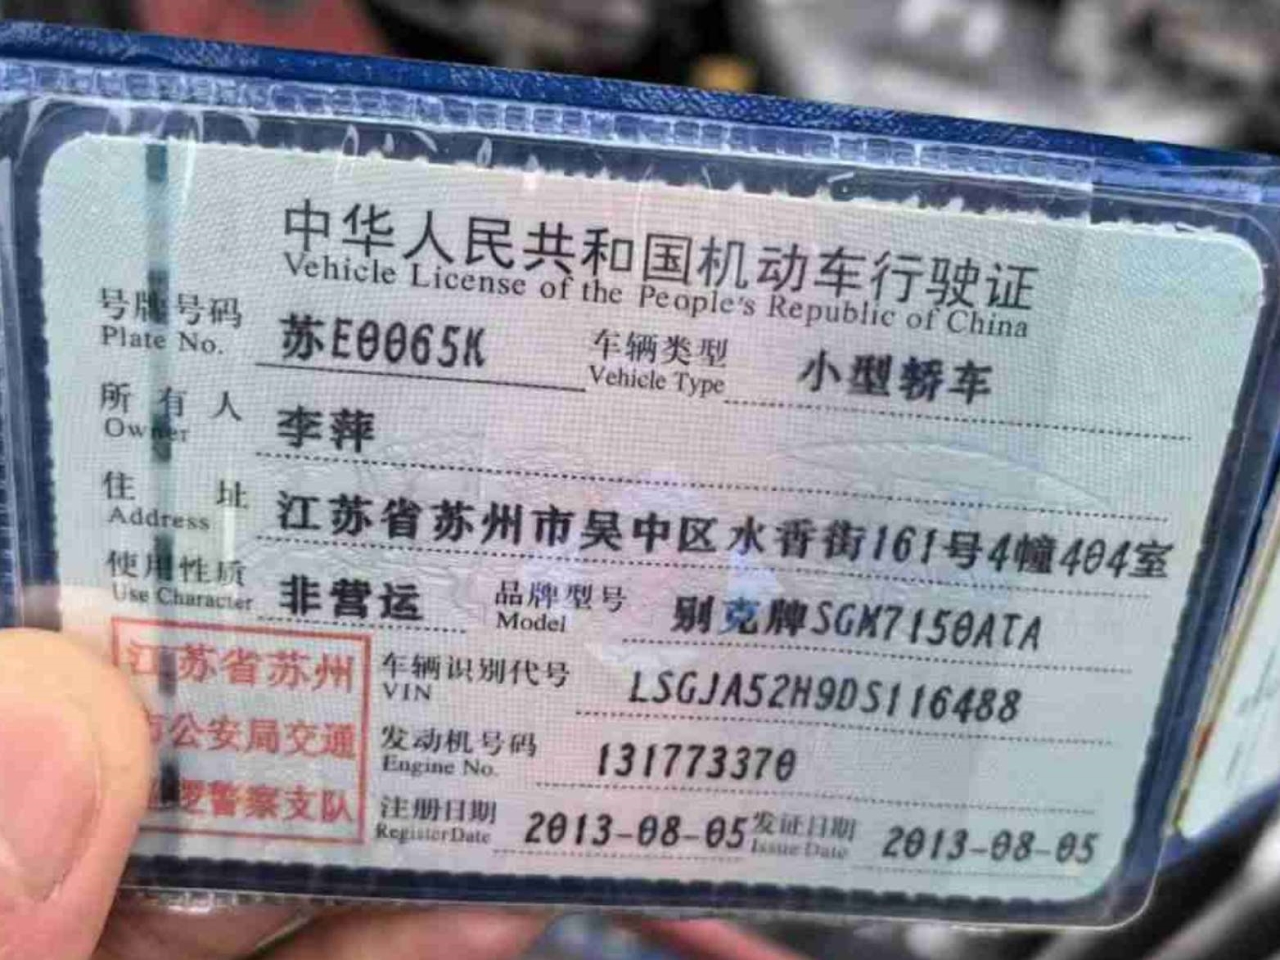 中华人民共和国机动车行驶证
Vehicle License of the People's Republic of China
号牌号码 苏E0065K 车辆类型 小型轿车
Plate No. Vehicle Type
所有人 李萍
Owner
住址 江苏省苏州市吴中区水香街161号4幢404室
Address
使用性质 非营运 品牌型号 别克牌SGM7150ATA
Use Character Model
车辆识别代号 LSGJA52H9DS116488
VIN
发动机号码 131773370
Engine No.
注册日期 2013-08-05 发证日期 2013-08-05
Register Date Issue Date
江苏省苏州
公安局交通
逻警察支队